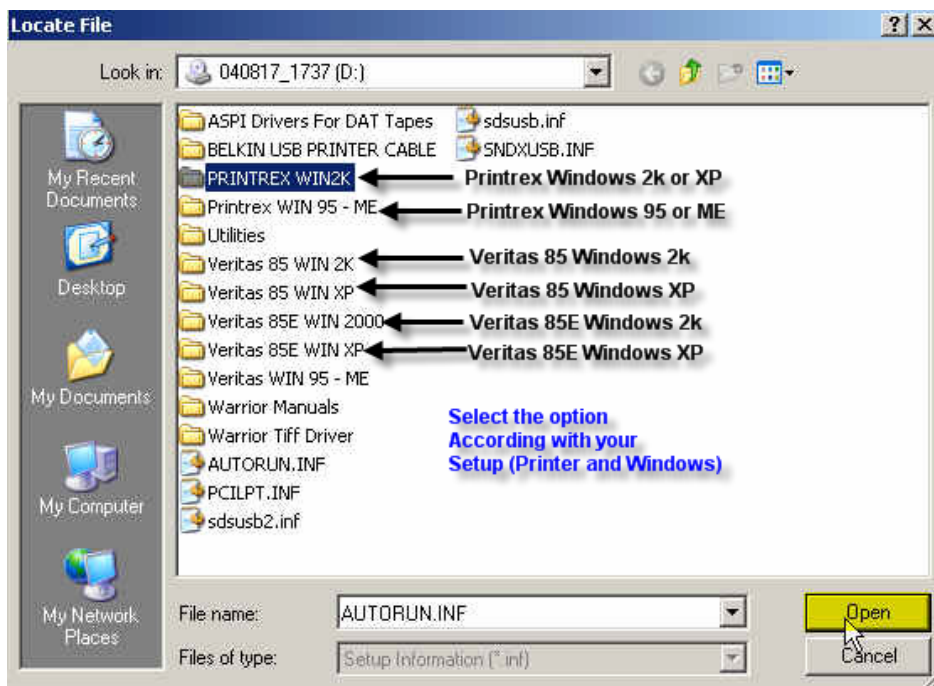 Locate File
Look in:
040817_1737 (D:)
My Recent
Documents
Desktop
My Documents
My Computer
My Network
Places
ASPI Drivers For DAT Tapes
BELKIN USB PRINTER CABLE
PRINTREX WIN2K
Printrex WIN 95 - ME
Utilities
Veritas 85 WIN 2K
Veritas 85 WIN XP
Veritas 85E WIN 2000
Veritas 85E WIN XP
Veritas WIN 95 - ME
Warrior Manuals
Warrior Tiff Driver
AUTORUN.INF
PCILPT.INF
sdsusb2.inf
sdsusb.inf
SNDXUSB.INF
Printrex Windows 2k or XP
Printrex Windows 95 or ME
Veritas 85 Windows 2k
Veritas 85 Windows XP
Veritas 85E Windows 2k
Veritas 85E Windows XP
Select the option
According with your
Setup (Printer and Windows)
File name:
AUTORUN.INF
Open
Files of type:
Setup Information (*.inf)
Cancel